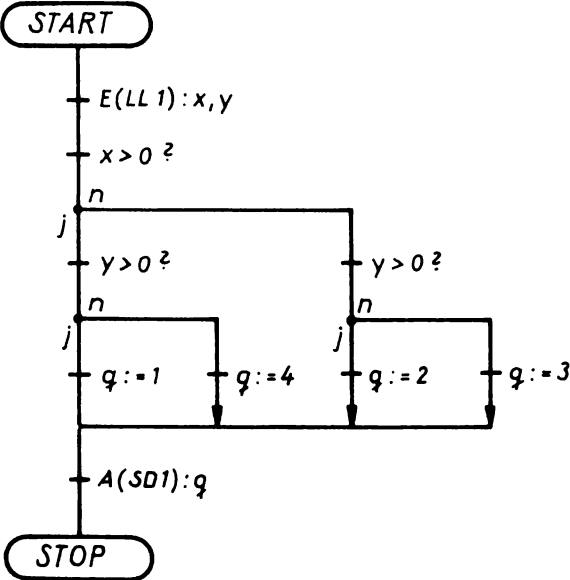 START
E(LL1):x,y
x>0?
n
j
y>0?
y>0?
n
n
j
j
q:=1
q:=4
q:=2
q:=3
A(SD1):q
STOP